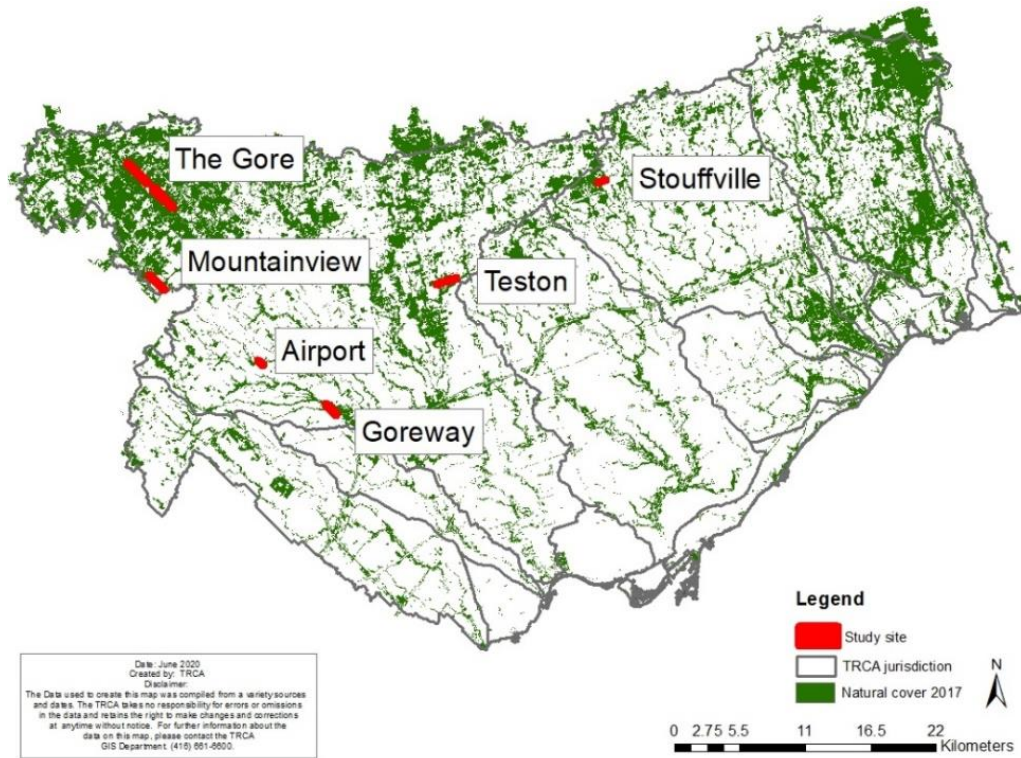 The Gore
Stouffville
Mountainview
Teston
Airport
Goreway
Legend
Study site
TRCA jurisdiction
Natural cover 2017
N
0 2.75 5.5 11 16.5 22
Kilometers
Date: June 2020
Created by: TRCA
Disclaimer:
The Data used to create this map was compiled from a variety sources
and dates. The TRCA takes no responsibility for errors or omissions
in the data and retains the right to make changes and corrections
at anytime without notice. For further information about the
data on this map, please contact the TRCA
GIS Department. (416) 661-6600.